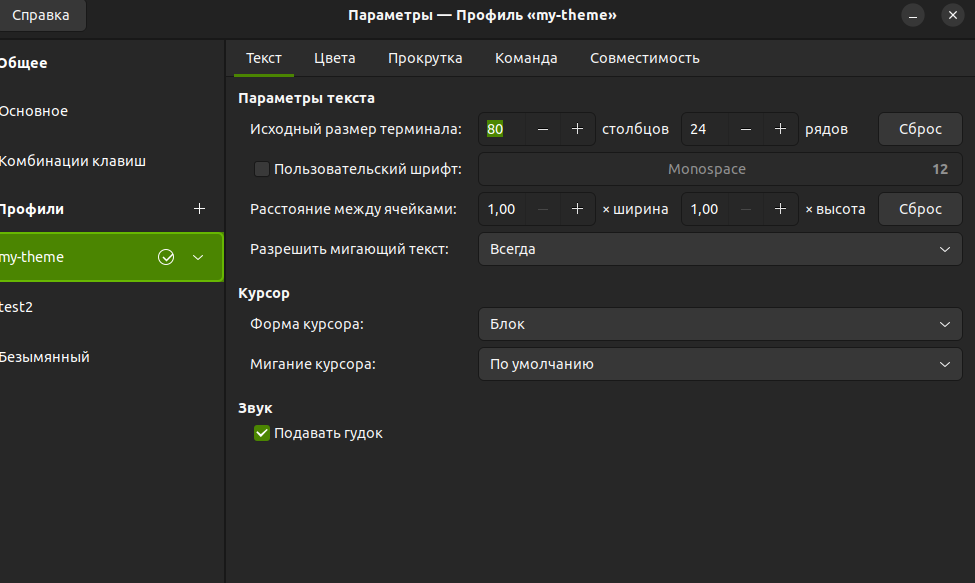 Справка
Параметры — Профиль «my-theme»
Общее
Основное
Комбинации клавиш
Профили
my-theme
test2
Безымянный
Текст Цвета Прокрутка Команда Совместимость
Параметры текста
Исходный размер терминала: 80 столбцов 24 рядов Сброс
Пользовательский шрифт: Monospace 12
Расстояние между ячейками: 1,00 × ширина 1,00 × высота Сброс
Разрешить мигающий текст: Всегда
Курсор
Форма курсора: Блок
Мигание курсора: По умолчанию
Звук
Подавать гудок